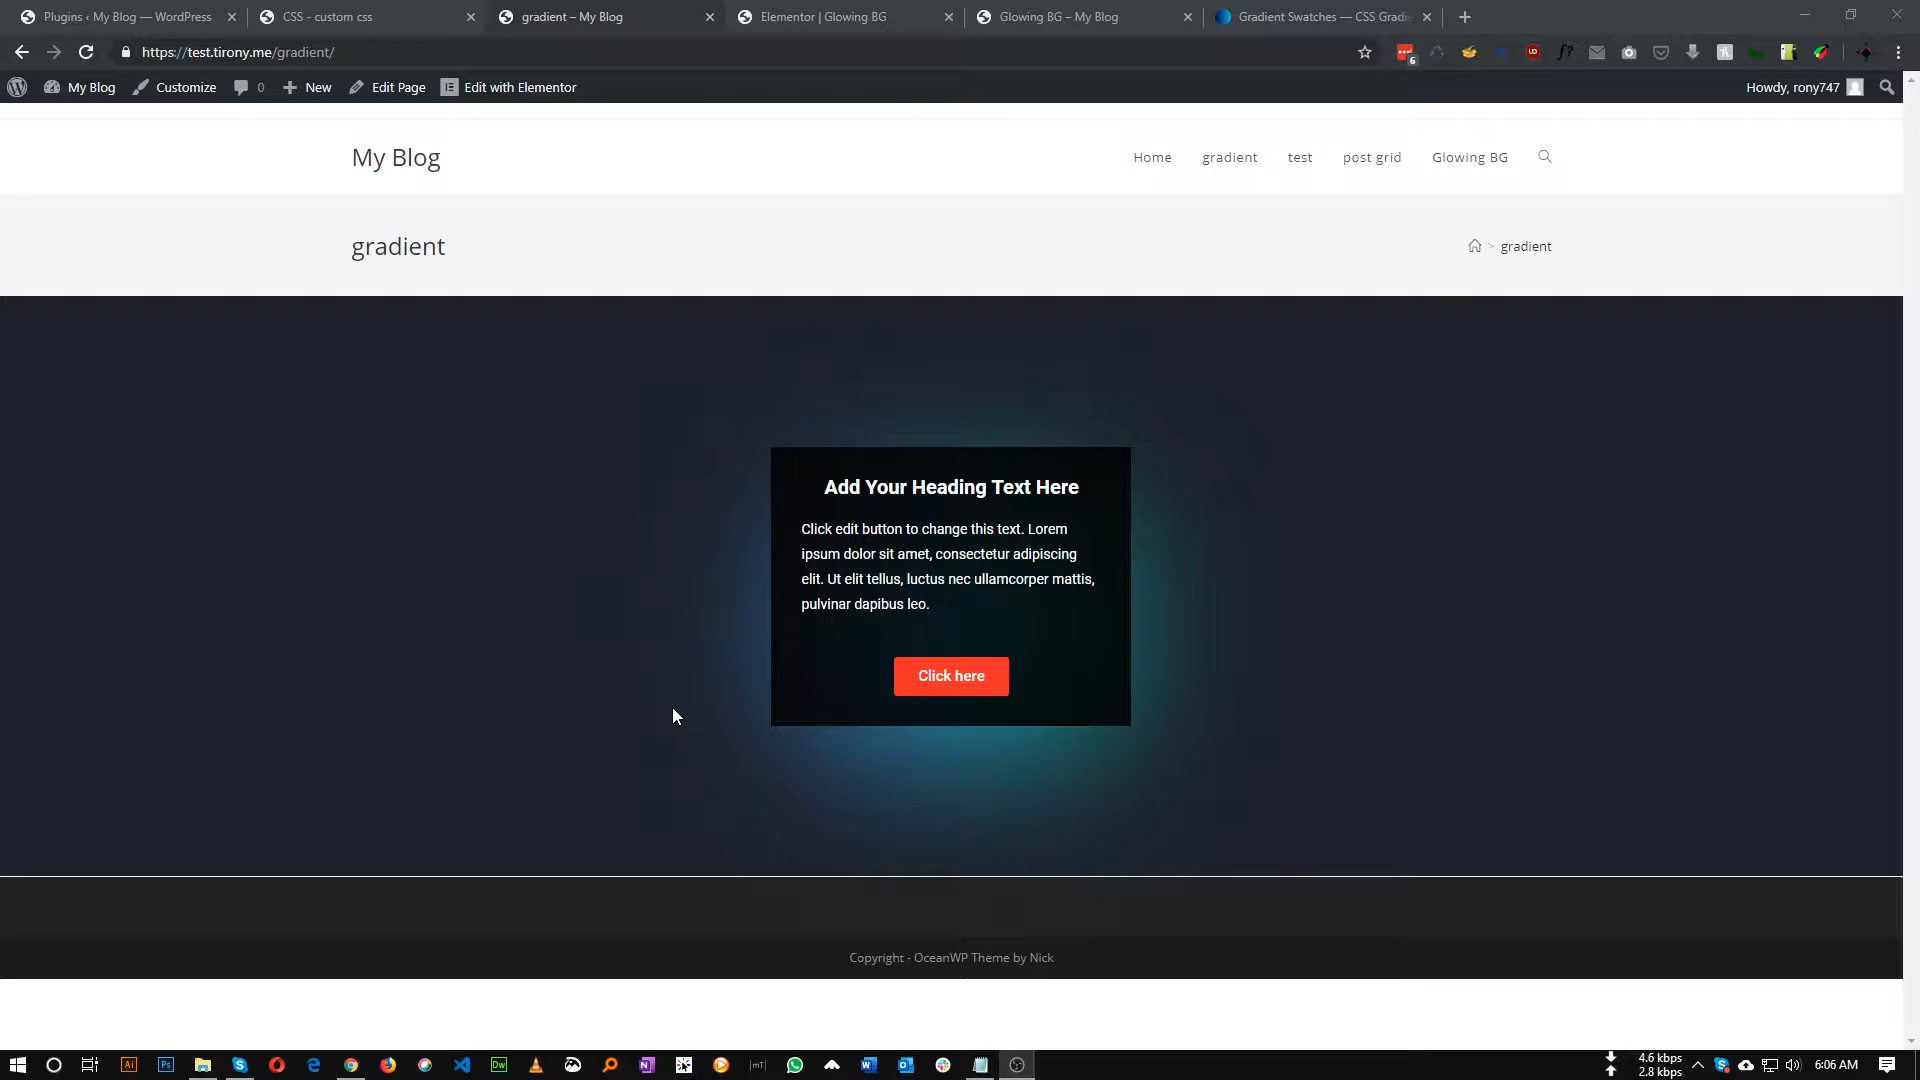 Plugins ‹ My Blog — WordPress
CSS - custom css
gradient – My Blog
Elementor | Glowing BG
Glowing BG – My Blog
Gradient Swatches — CSS Gradi
https://test.tirony.me/gradient/
6
My Blog
Customize
0
New
Edit Page
Edit with Elementor
Howdy, rony747
My Blog
Home
gradient
test
post grid
Glowing BG
gradient
> gradient
Add Your Heading Text Here
Click edit button to change this text. Lorem
ipsum dolor sit amet, consectetur adipiscing
elit. Ut elit tellus, luctus nec ullamcorper mattis,
pulvinar dapibus leo.
Click here
Copyright - OceanWP Theme by Nick
4.6 kbps
2.8 kbps
6:06 AM